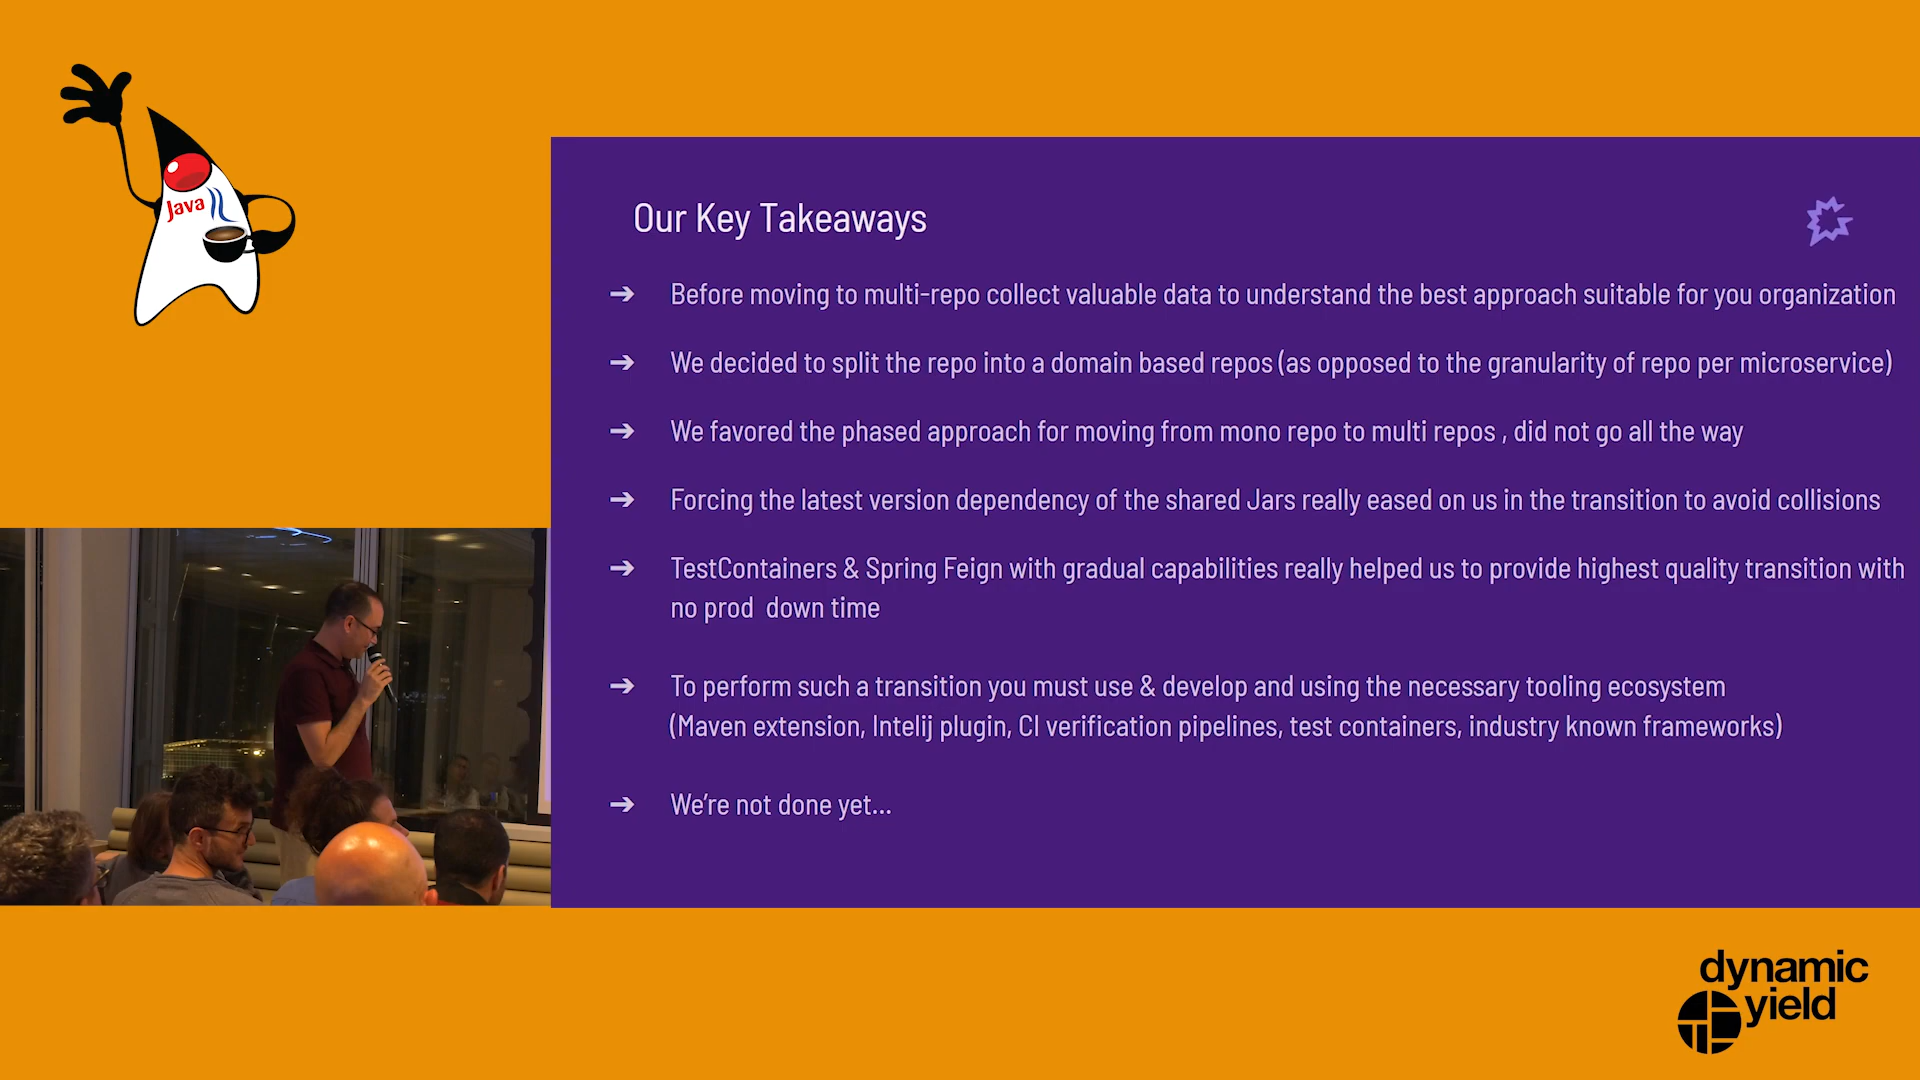 Java
Our Key Takeaways
➔ Before moving to multi-repo collect valuable data to understand the best approach suitable for you organization
➔ We decided to split the repo into a domain based repos (as opposed to the granularity of repo per microservice)
➔ We favored the phased approach for moving from mono repo to multi repos , did not go all the way
➔ Forcing the latest version dependency of the shared Jars really eased on us in the transition to avoid collisions
➔ TestContainers & Spring Feign with gradual capabilities really helped us to provide highest quality transition with
no prod  down time
➔ To perform such a transition you must use & develop and using the necessary tooling ecosystem
(Maven extension, Intelij plugin, CI verification pipelines, test containers, industry known frameworks)
➔ We’re not done yet...
dynamic
yield